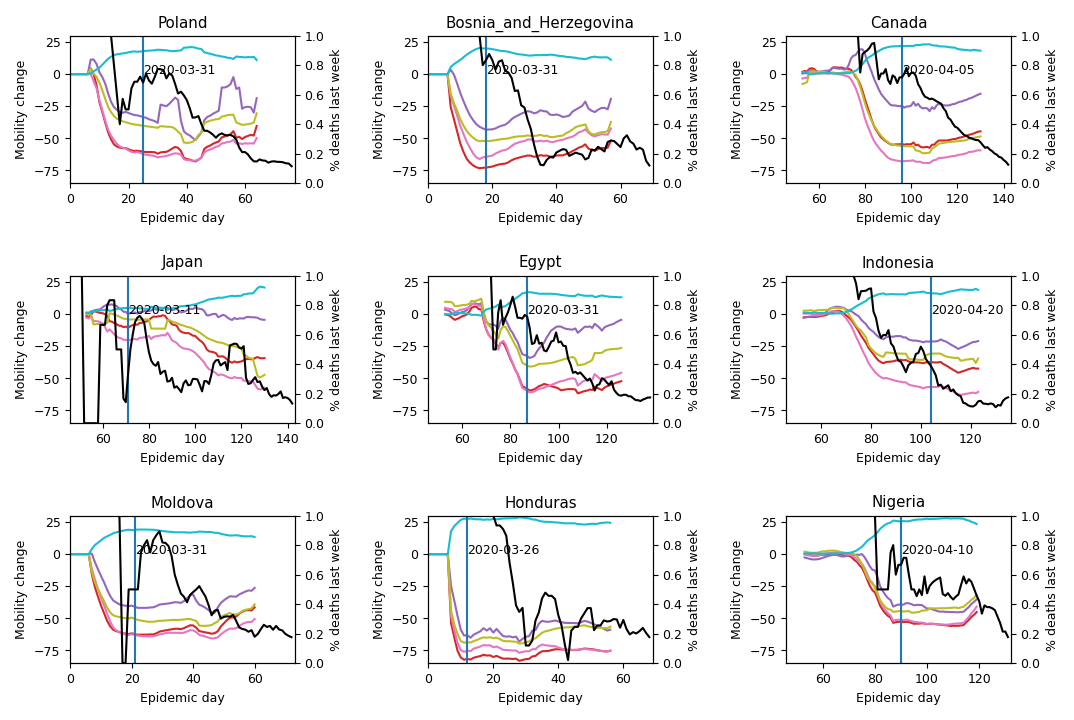 Poland
Bosnia_and_Herzegovina
Canada
25
0
−25
−50
−75
Mobility change
2020-03-31
1.0
0.8
0.6
0.4
0.2
0.0
% deaths last week
0 20 40 60
Epidemic day
25
0
−25
−50
−75
Mobility change
2020-03-31
1.0
0.8
0.6
0.4
0.2
0.0
% deaths last week
0 20 40 60
Epidemic day
25
0
−25
−50
−75
Mobility change
2020-04-05
1.0
0.8
0.6
0.4
0.2
0.0
% deaths last week
60 80 100 120 140
Epidemic day
Japan
Egypt
Indonesia
25
0
−25
−50
−75
Mobility change
2020-03-11
1.0
0.8
0.6
0.4
0.2
0.0
% deaths last week
60 80 100 120 140
Epidemic day
25
0
−25
−50
−75
Mobility change
2020-03-31
1.0
0.8
0.6
0.4
0.2
0.0
% deaths last week
60 80 100 120
Epidemic day
25
0
−25
−50
−75
Mobility change
2020-04-20
1.0
0.8
0.6
0.4
0.2
0.0
% deaths last week
60 80 100 120
Epidemic day
Moldova
Honduras
Nigeria
25
0
−25
−50
−75
Mobility change
2020-03-31
1.0
0.8
0.6
0.4
0.2
0.0
% deaths last week
0 20 40 60
Epidemic day
25
0
−25
−50
−75
Mobility change
2020-03-26
1.0
0.8
0.6
0.4
0.2
0.0
% deaths last week
0 20 40 60
Epidemic day
25
0
−25
−50
−75
Mobility change
2020-04-10
1.0
0.8
0.6
0.4
0.2
0.0
% deaths last week
60 80 100 120
Epidemic day